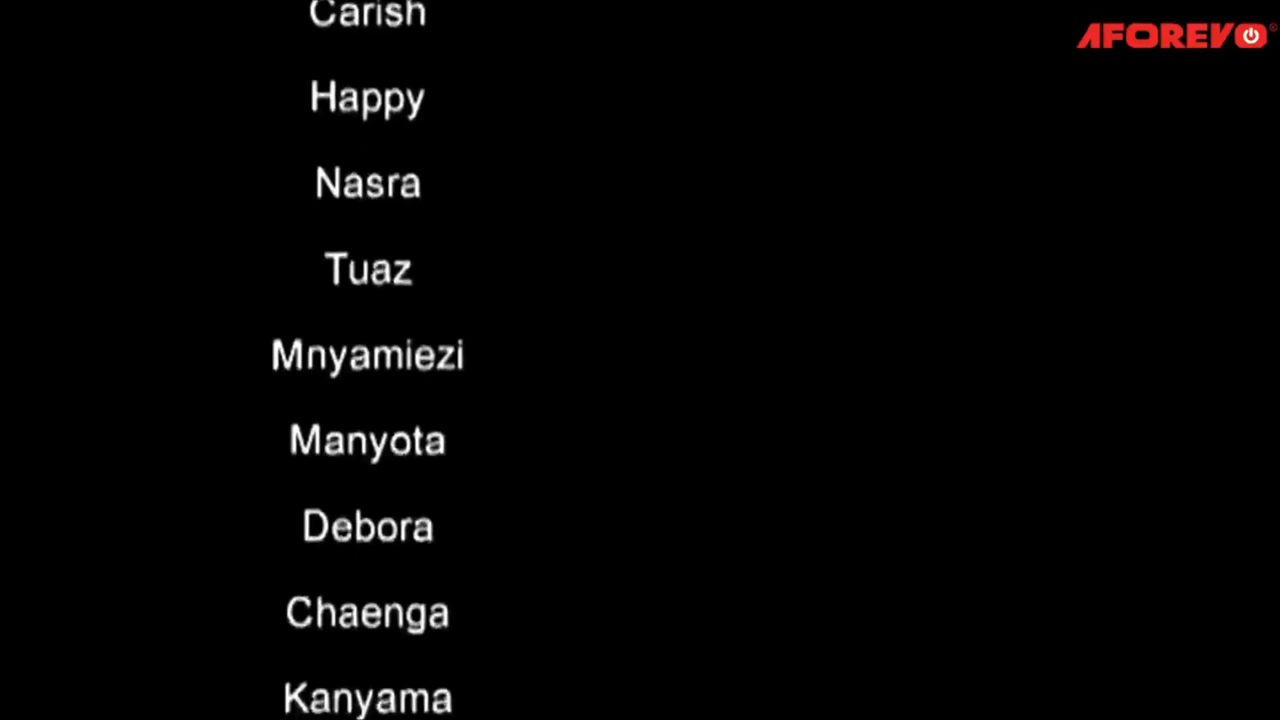 Carish
AFOREVO
Happy
Nasra
Tuaz
Mnyamiezi
Manyota
Debora
Chaenga
Kanyama